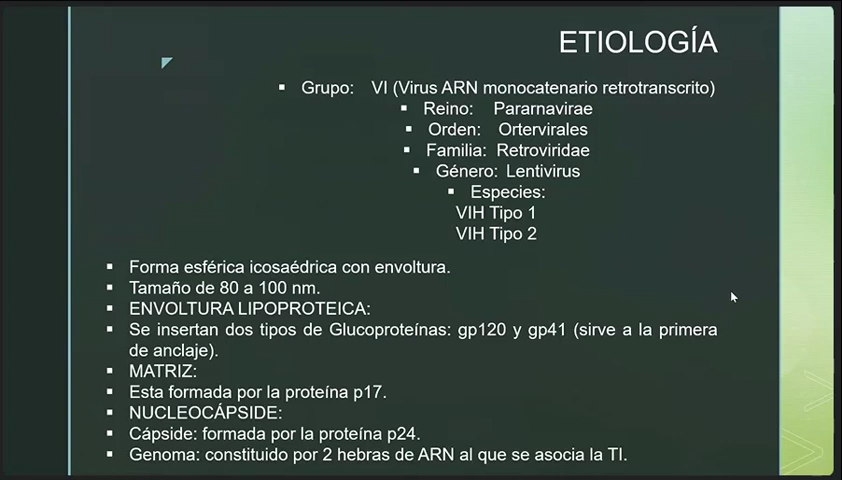 ETIOLOGÍA
▪ Grupo: VI (Virus ARN monocatenario retrotranscrito)
▪ Reino: Pararnavirae
▪ Orden: Ortervirales
▪ Familia: Retroviridae
▪ Género: Lentivirus
▪ Especies:
VIH Tipo 1
VIH Tipo 2
▪ Forma esférica icosaédrica con envoltura.
▪ Tamaño de 80 a 100 nm.
▪ ENVOLTURA LIPOPROTEICA:
▪ Se insertan dos tipos de Glucoproteínas: gp120 y gp41 (sirve a la primera
de anclaje).
▪ MATRIZ:
▪ Esta formada por la proteína p17.
▪ NUCLEOCÁPSIDE:
▪ Cápside: formada por la proteína p24.
▪ Genoma: constituido por 2 hebras de ARN al que se asocia la TI.